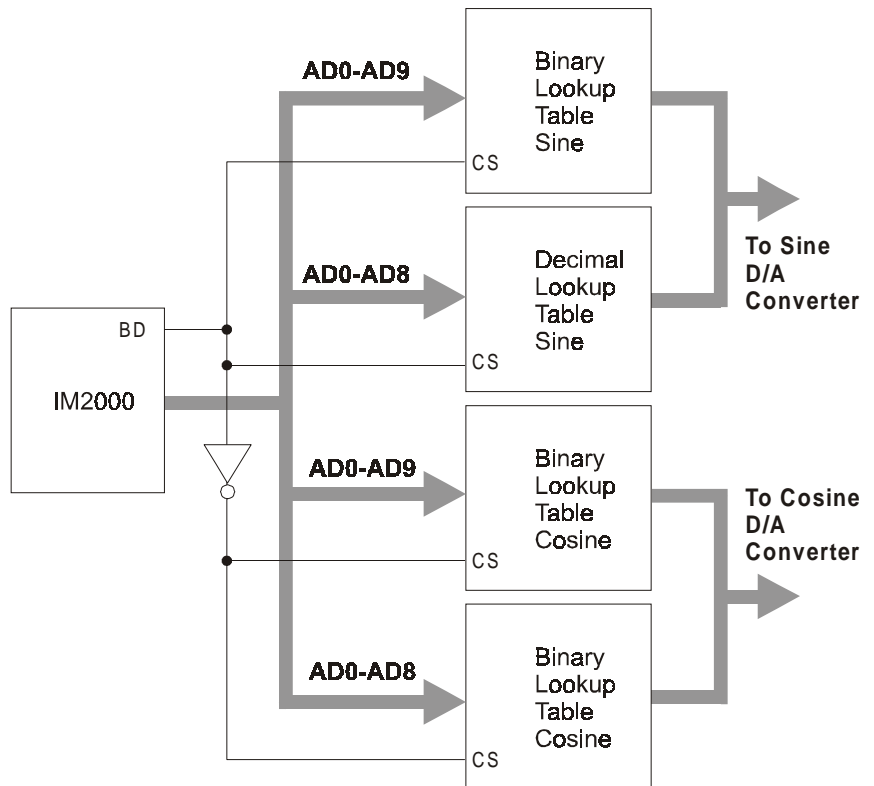 AD0-AD9
Binary
Lookup
Table
Sine
CS
AD0-AD8
Decimal
Lookup
Table
Sine
CS
To Sine
D/A
Converter
BD
IM2000
AD0-AD9
Binary
Lookup
Table
Cosine
CS
To Cosine
D/A
Converter
AD0-AD8
Binary
Lookup
Table
Cosine
CS